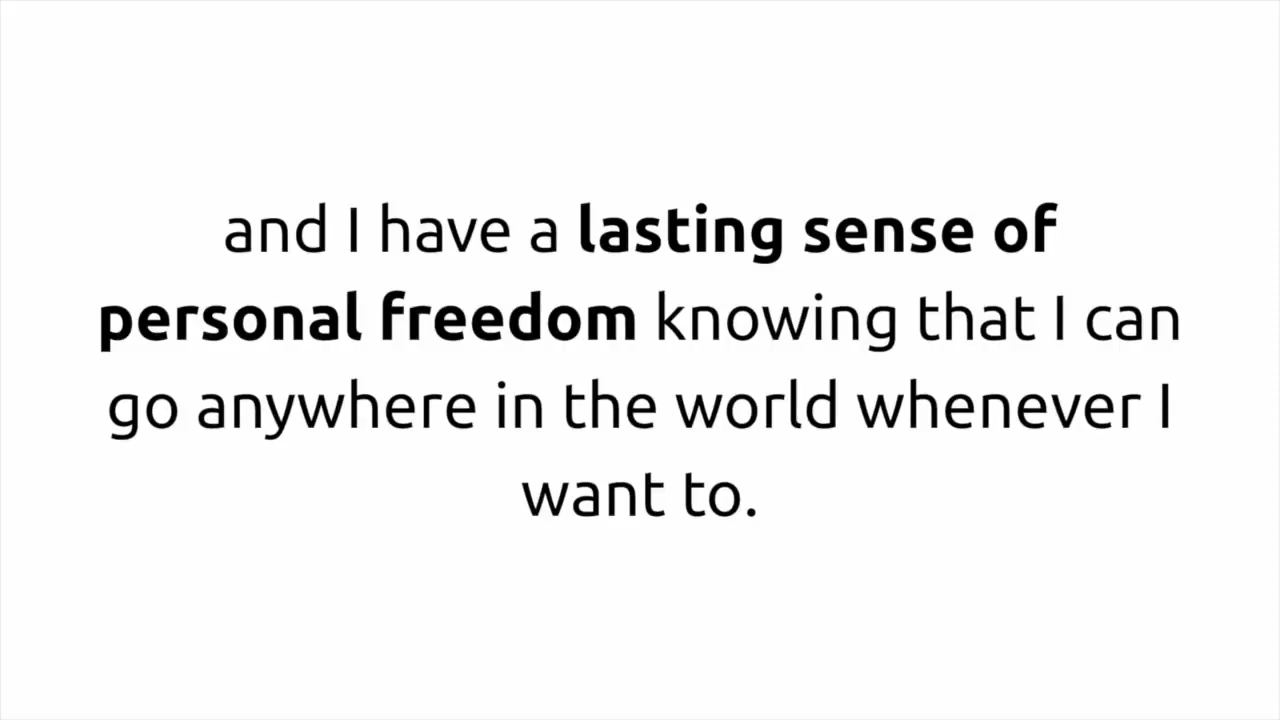 and I have a lasting sense of
personal freedom knowing that I can
go anywhere in the world whenever I
want to.